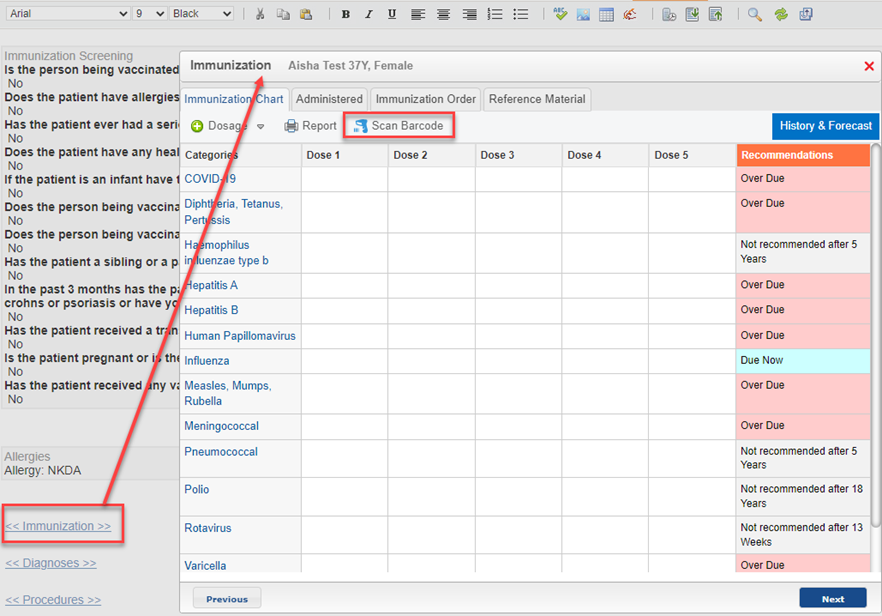 Arial 9 Black B I U ABC
Immunization Screening
Is the person being vaccinated
No
Does the patient have allergies
No
Has the patient ever had a seri
No
Does the patient have any heal
No
If the patient is an infant have t
No
Does the person being vaccina
No
Does the person being vaccina
No
Has the patient a sibling or a pa
No
In the past 3 months has the pa
crohns or psoriasis or have yo
No
Has the patient received a tran
No
Is the patient pregnant or is the
No
Has the patient received any va
No
Allergies
Allergy: NKDA
<< Immunization >>
<< Diagnoses >>
<< Procedures >>
Immunization Aisha Test 37Y, Female
Immunization Chart Administered Immunization Order Reference Material
Dosage Report Scan Barcode History & Forecast
Categories Dose 1 Dose 2 Dose 3 Dose 4 Dose 5 Recommendations
COVID-19 Over Due
Diphtheria, Tetanus, Over Due
Pertussis
Haemophilus Not recommended after 5
influenzae type b Years
Hepatitis A Over Due
Hepatitis B Over Due
Human Papillomavirus Over Due
Influenza Due Now
Measles, Mumps, Over Due
Rubella
Meningococcal Over Due
Pneumococcal Not recommended after 5
Years
Polio Not recommended after 18
Years
Rotavirus Not recommended after 13
Weeks
Varicella Over Due
Previous Next